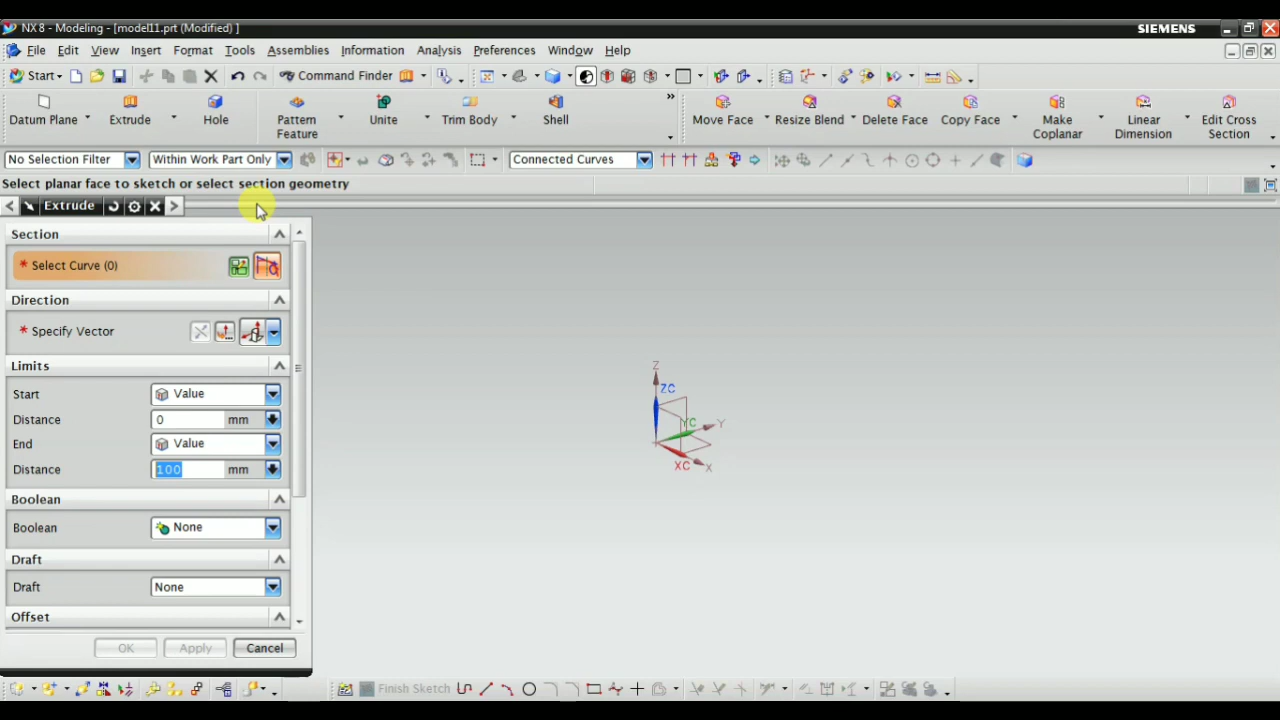 NX 8 - Modeling - [model11.prt (Modified) ]
SIEMENS
File Edit View Insert Format Tools Assemblies Information Analysis Preferences Window Help
Start Command Finder
Datum Plane Extrude Hole Pattern Feature Unite Trim Body Shell » Move Face Resize Blend Delete Face Copy Face Make Coplanar Linear Dimension Edit Cross Section
No Selection Filter Within Work Part Only Connected Curves
Select planar face to sketch or select section geometry
Extrude
Section
* Select Curve (0)
Direction
* Specify Vector
Limits
Start Value
Distance 0 mm
End Value
Distance 100 mm
Boolean
Boolean None
Draft
Draft None
Offset
OK Apply Cancel
Z
ZC
YC Y
XC X
Finish Sketch